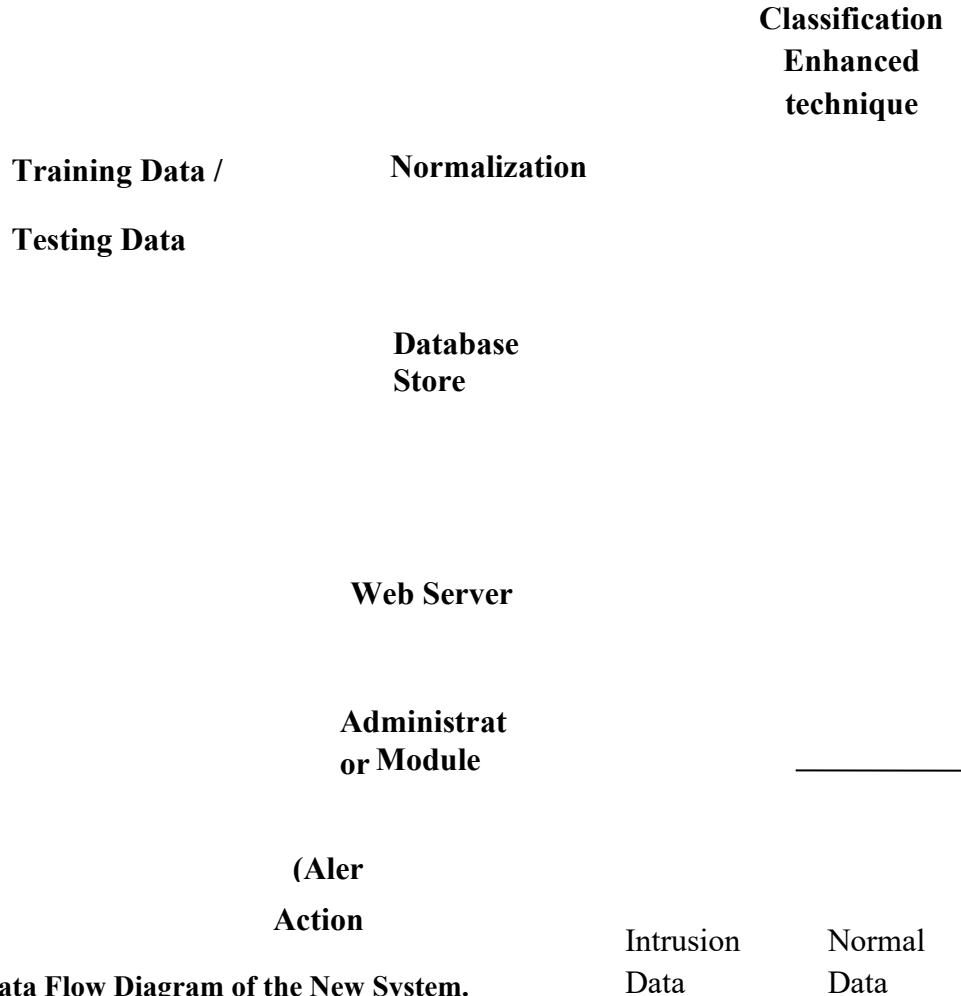 Classification
Enhanced
technique
Training Data /
Normalization
Testing Data
Database
Store
Web Server
Administrat
or Module
(Aler
Action
Intrusion
Data
Normal
Data
ata Flow Diagram of the New System.